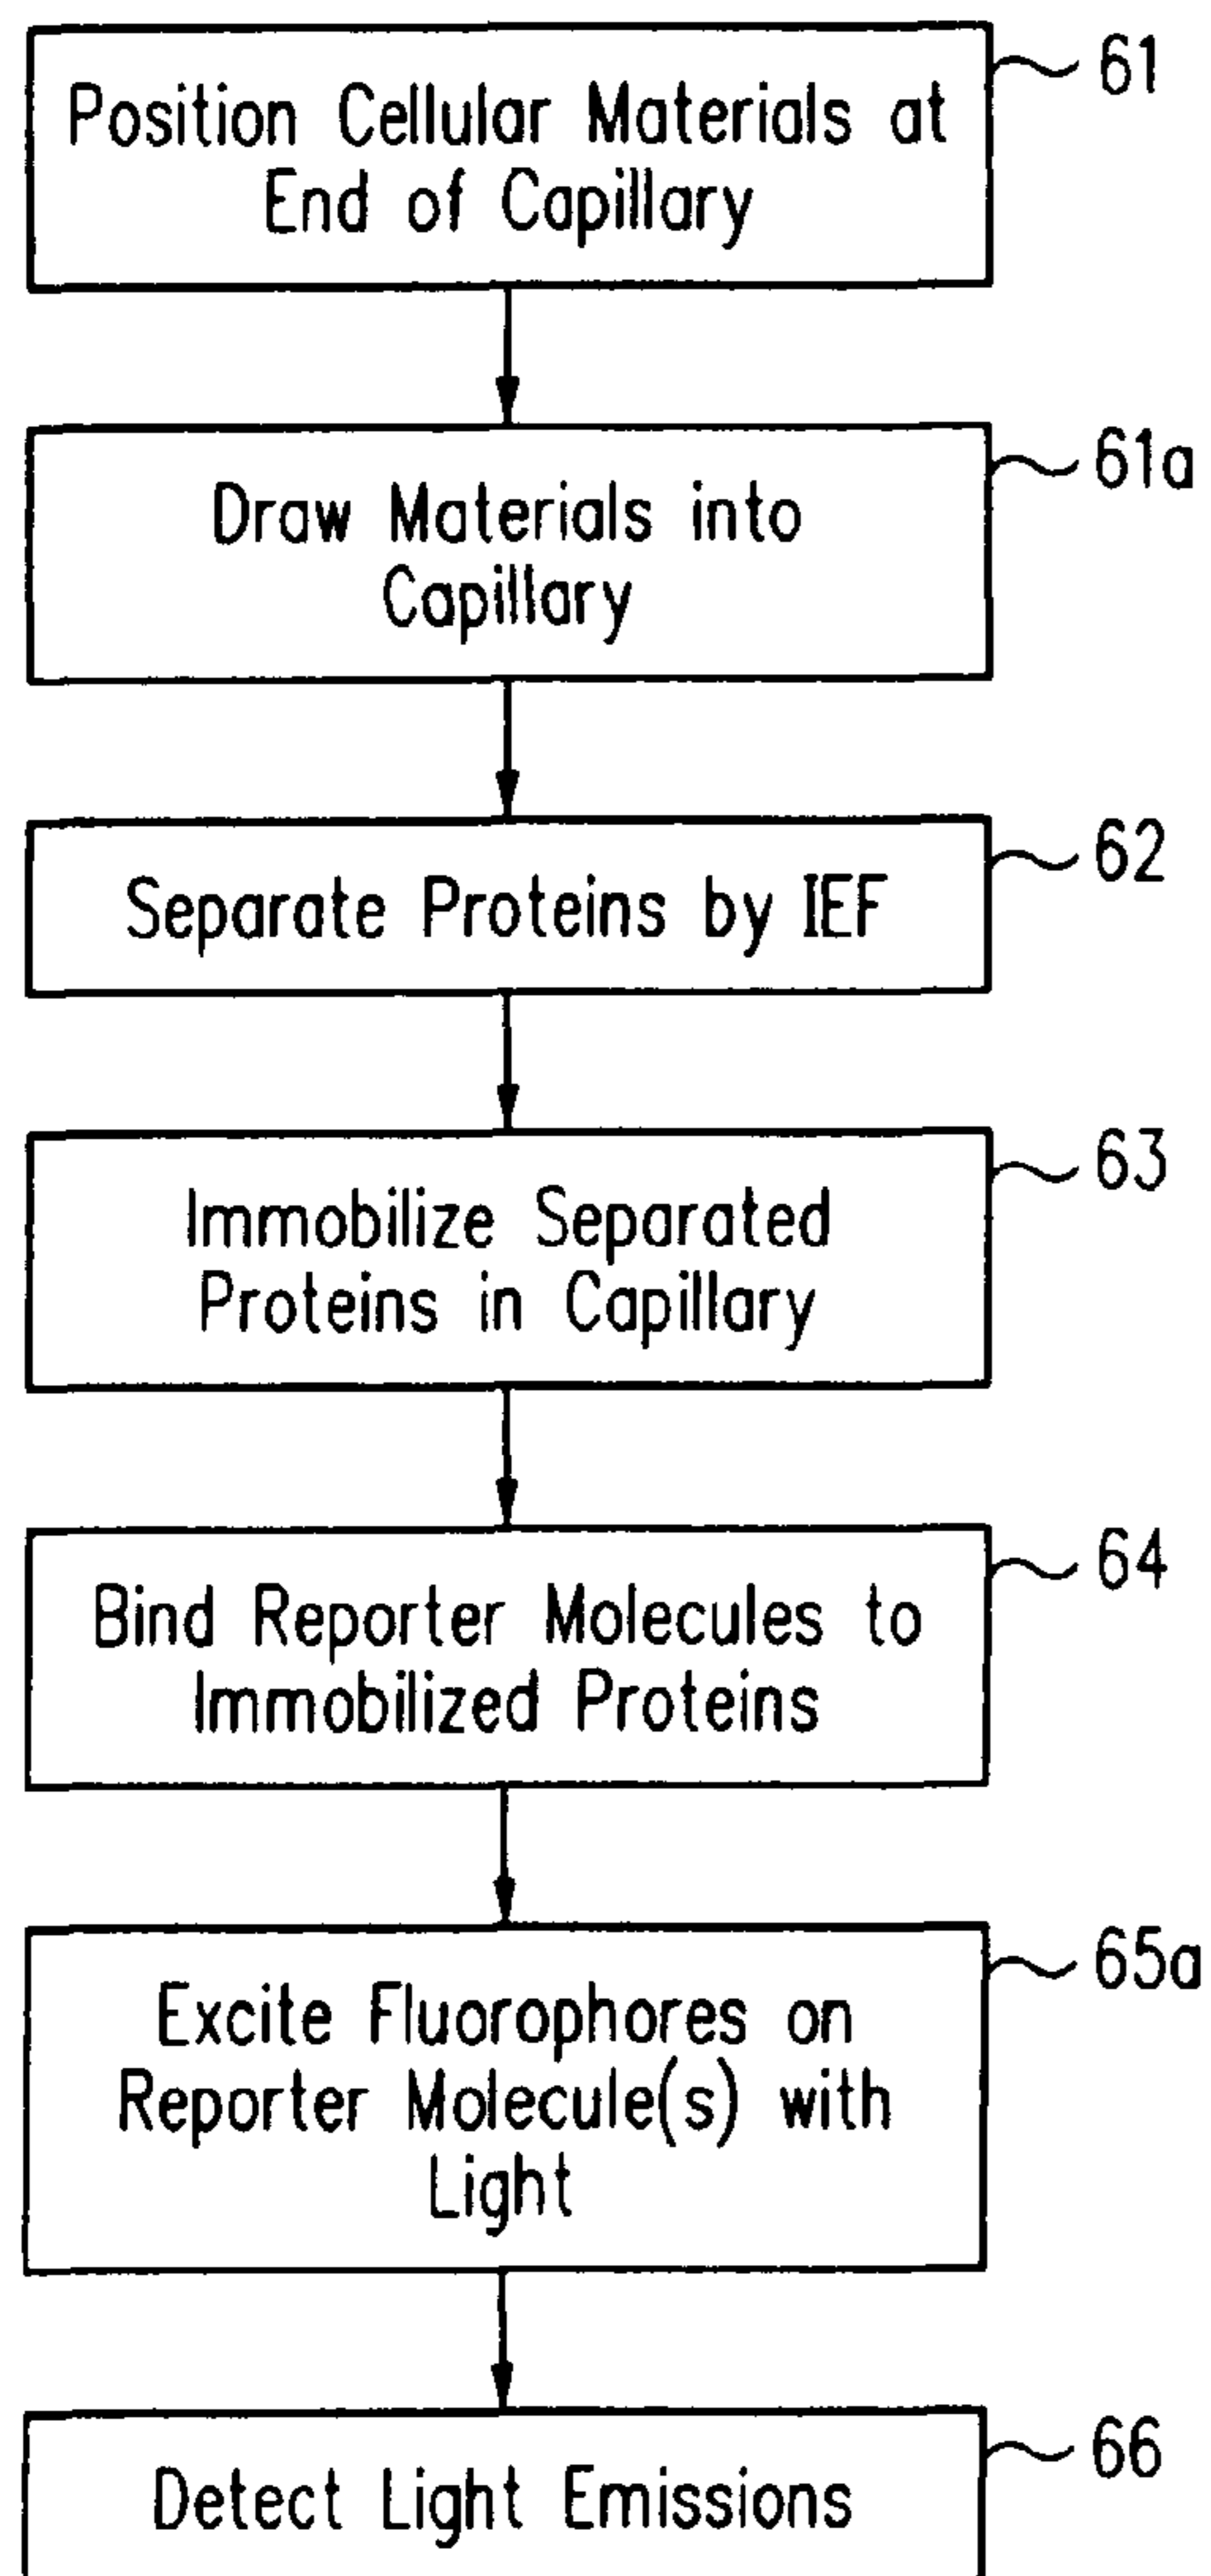 61
Position Cellular Materials at
End of Capillary
61a
Draw Materials into
Capillary
62
Separate Proteins by IEF
63
Immobilize Separated
Proteins in Capillary
64
Bind Reporter Molecules to
Immobilized Proteins
65a
Excite Fluorophores on
Reporter Molecule(s) with
Light
66
Detect Light Emissions